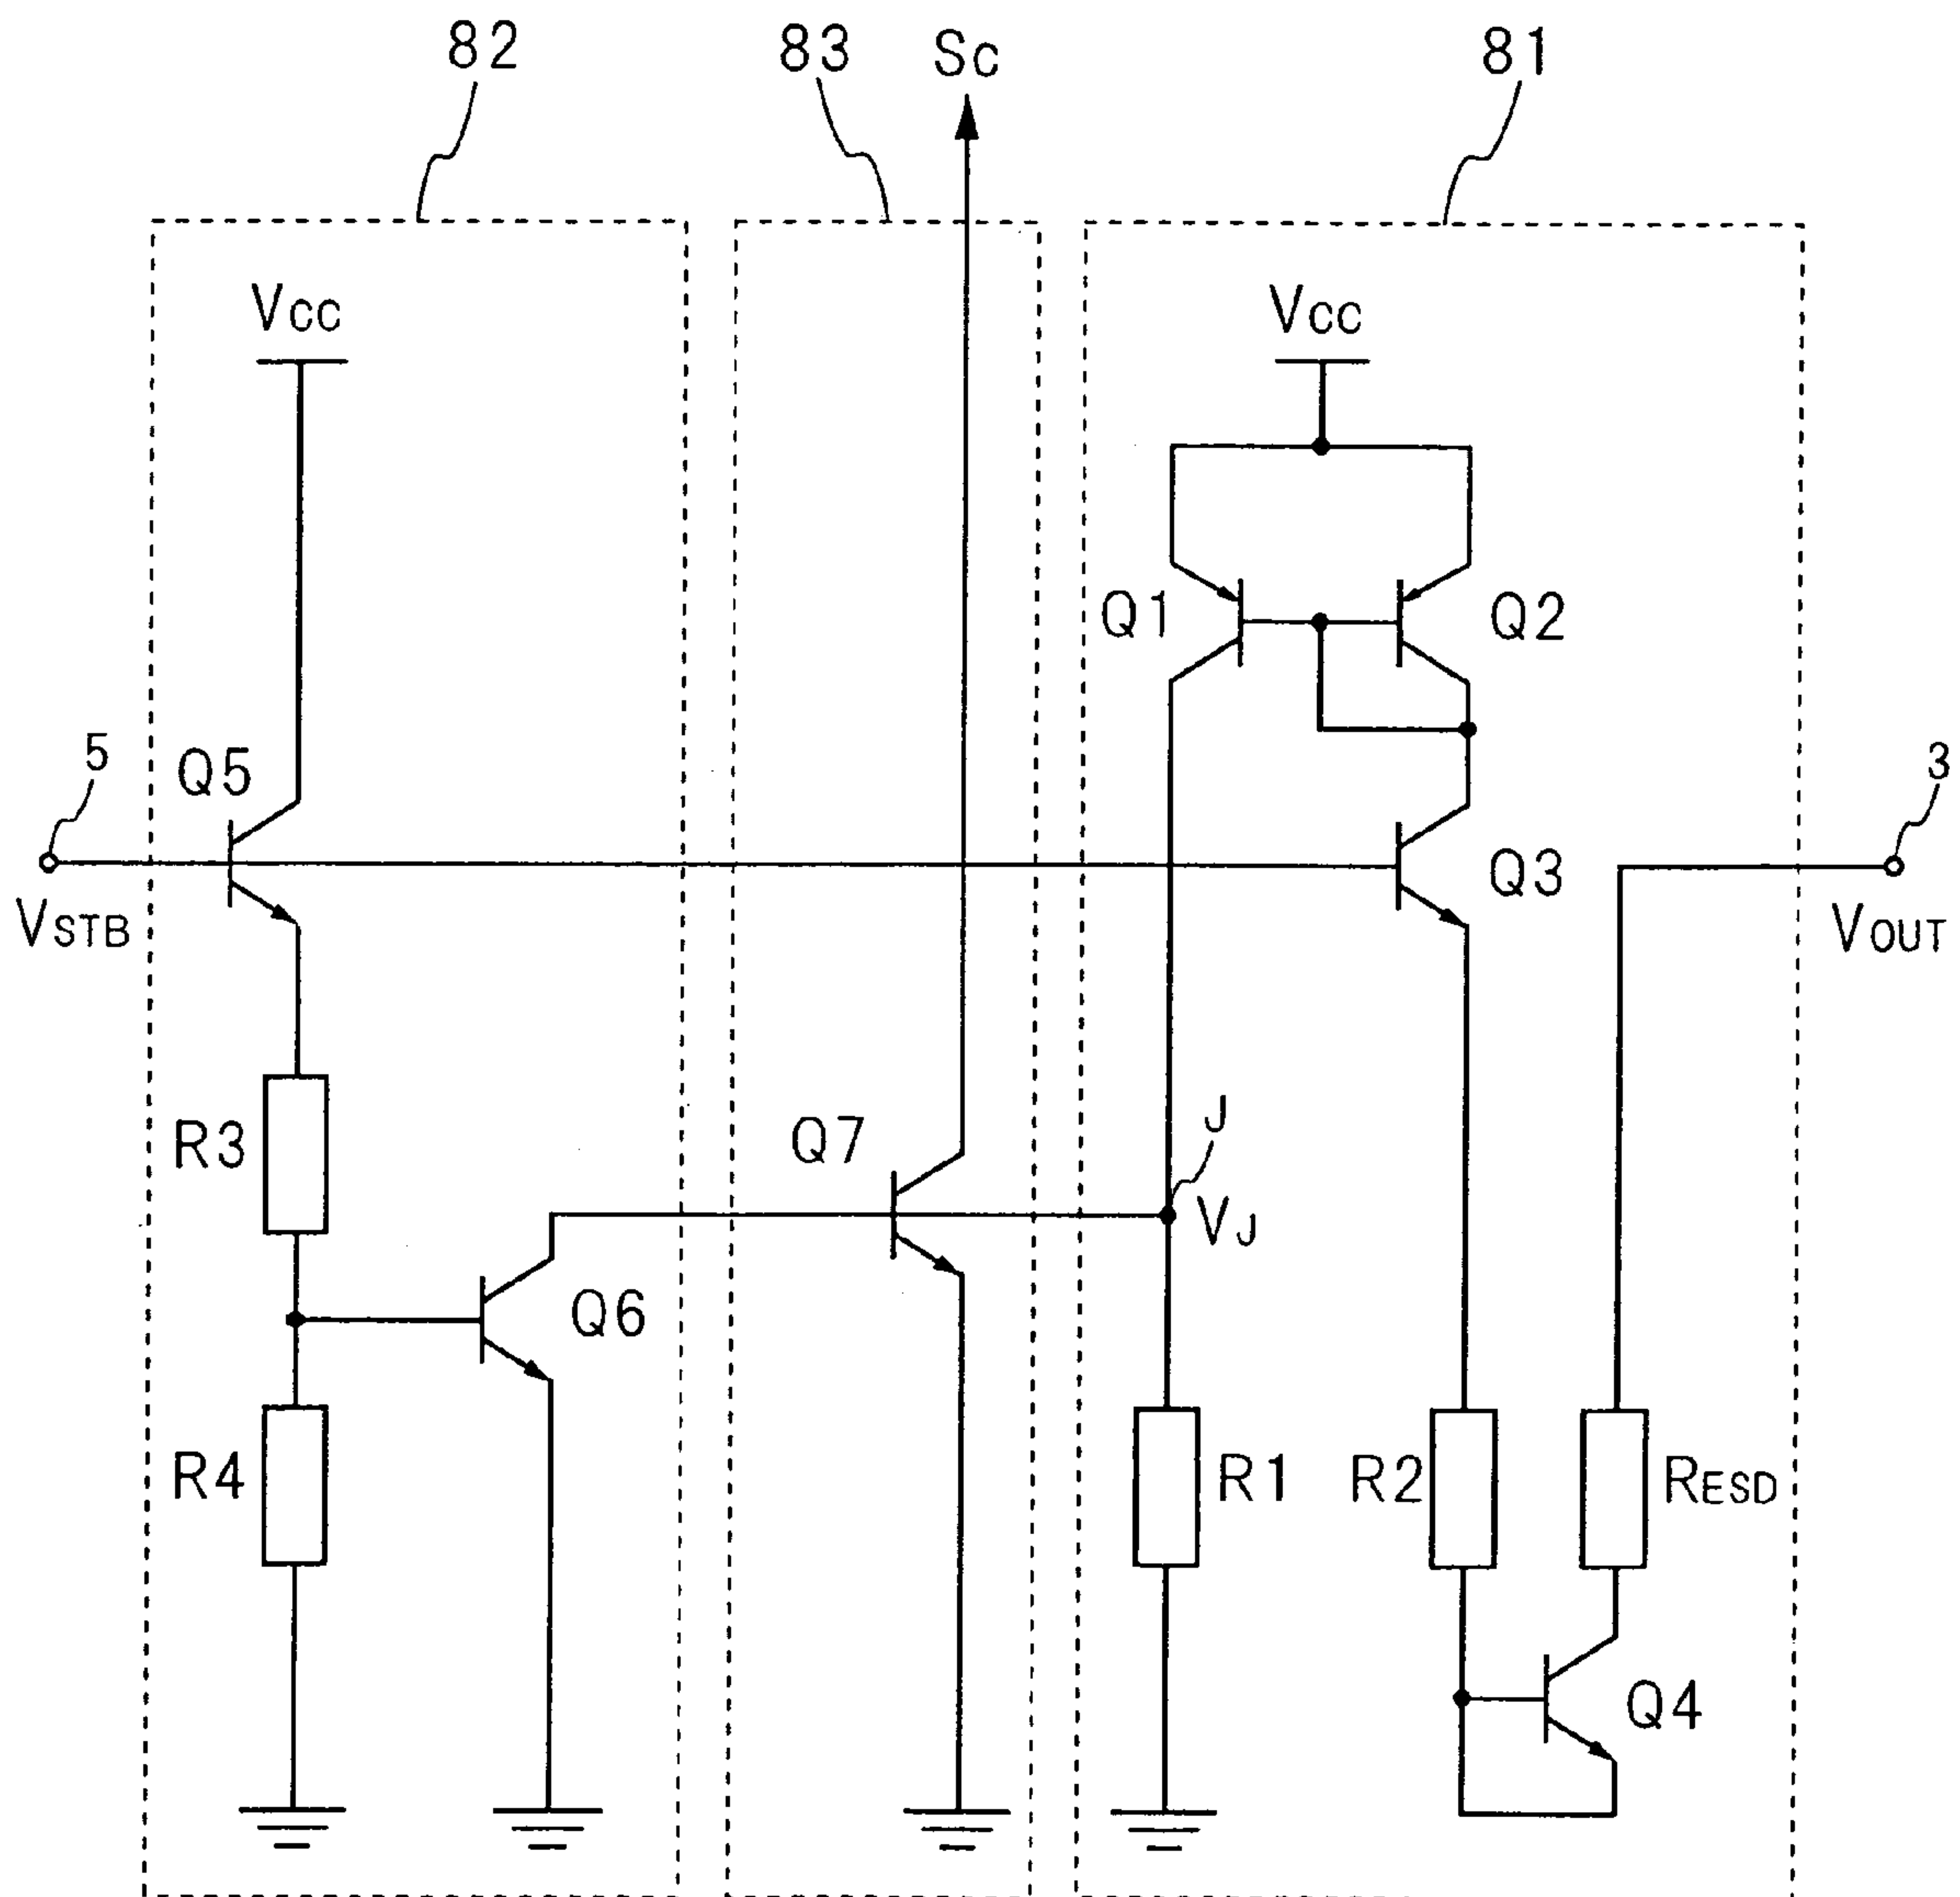 82
83
Sc
81
Vcc
Vcc
Q1
Q2
5
Q5
3
Q3
VSTB
VOUT
J
R3
Q7
VJ
Q6
R4
R1
R2
RESD
Q4